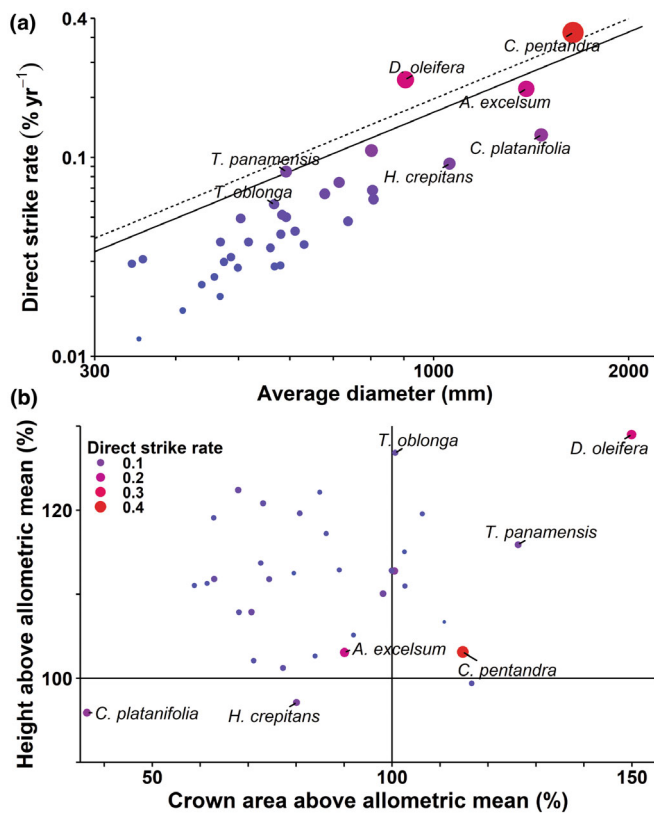 (a)
0.4
C. pentandra
D. oleifera
A. excelsum
C. platanifolia
T. panamensis
0.1
H. crepitans
T. oblonga
Direct strike rate (% yr−1)
0.01
300
1000
2000
Average diameter (mm)
(b)
Direct strike rate
0.1
0.2
0.3
0.4
T. oblonga
D. oleifera
120
T. panamensis
A. excelsum
C. pentandra
100
C. platanifolia
H. crepitans
Height above allometric mean (%)
50
100
150
Crown area above allometric mean (%)